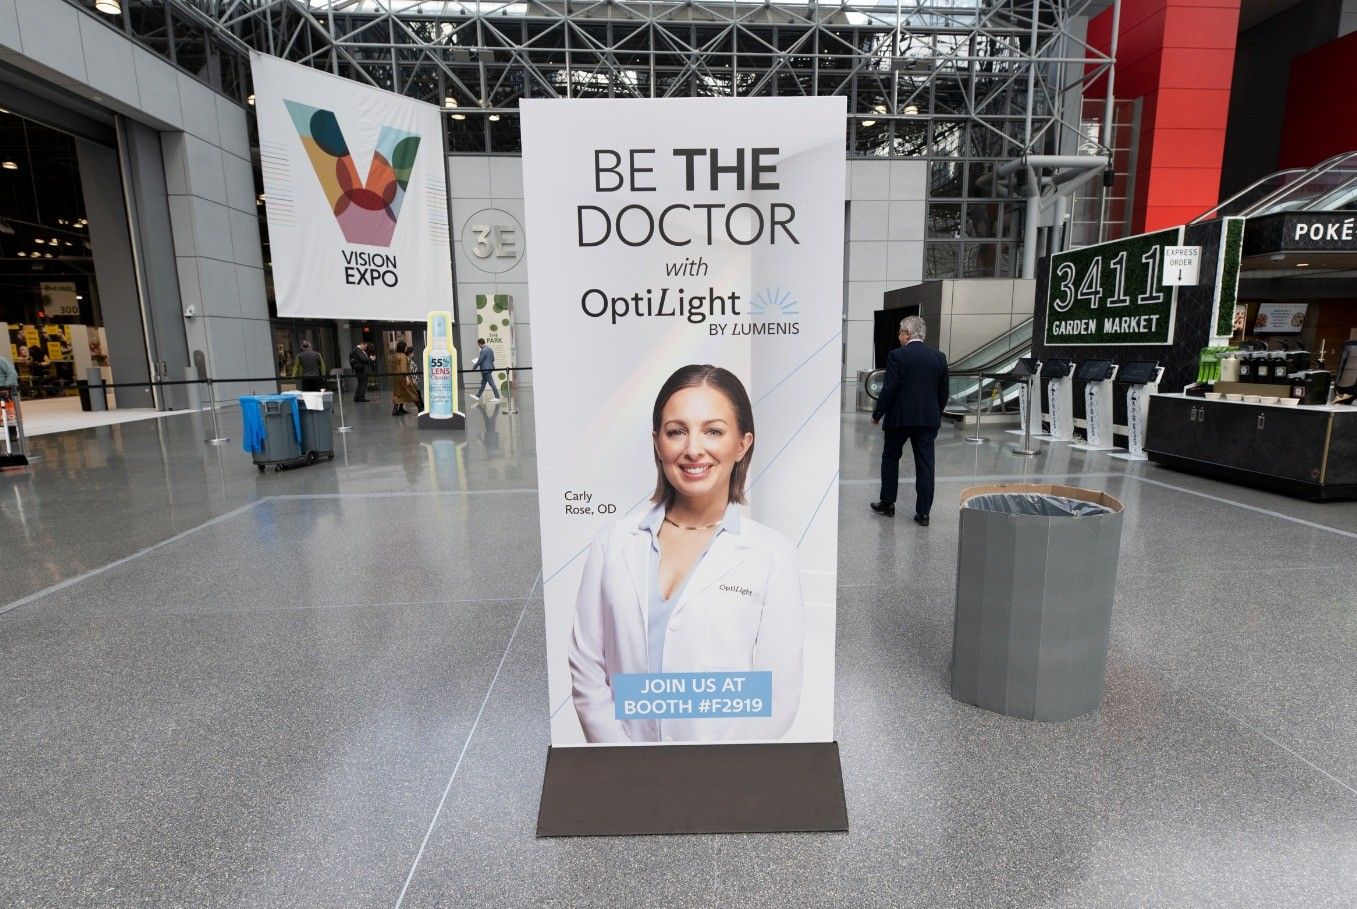 VISION
EXPO
3E
BE THE
DOCTOR
with
OptiLight
BY LUMENIS
Carly
Rose, OD
OptiLight
JOIN US AT
BOOTH #F2919
55%
LENS
Cleaner
THE
PARK
300
3411
GARDEN MARKET
EXPRESS
ORDER
POKÉ